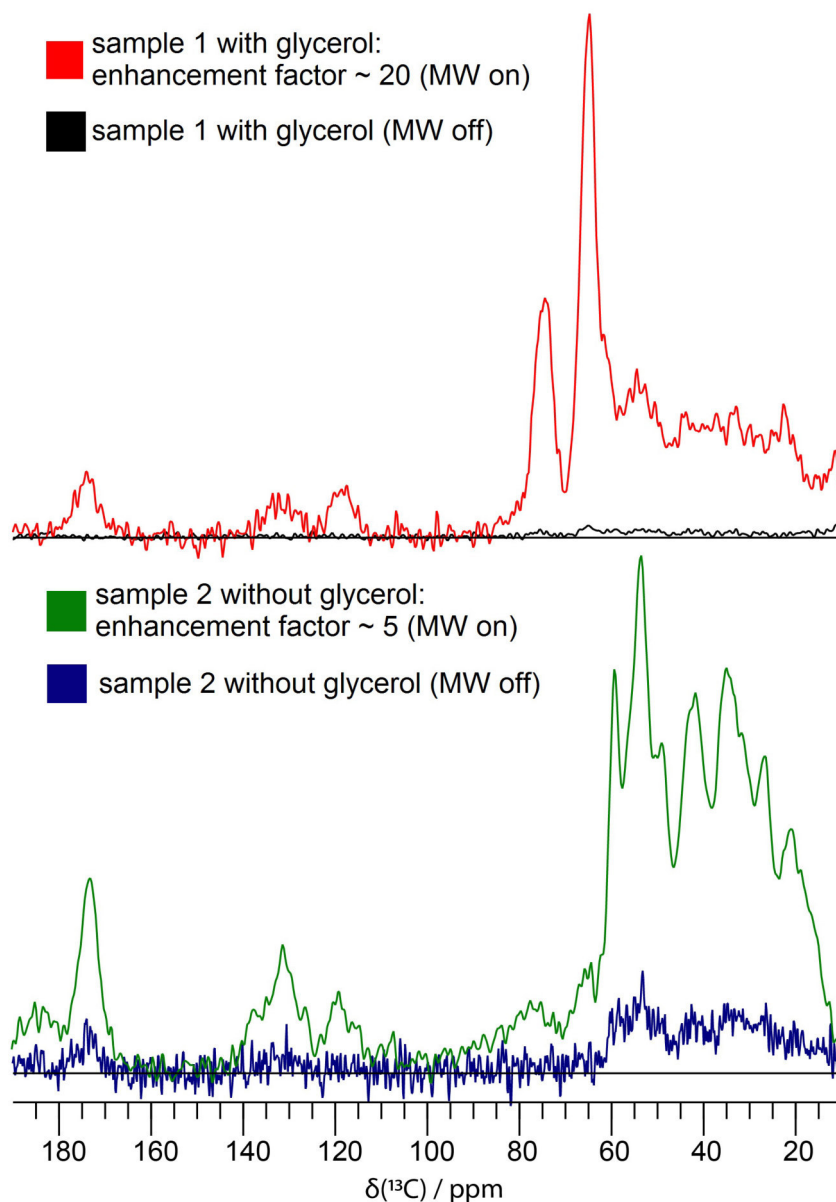 sample 1 with glycerol:
enhancement factor ~ 20 (MW on)
sample 1 with glycerol (MW off)
sample 2 without glycerol:
enhancement factor ~ 5 (MW on)
sample 2 without glycerol (MW off)
180 160 140 120 100 80 60 40 20
δ(¹³C) / ppm